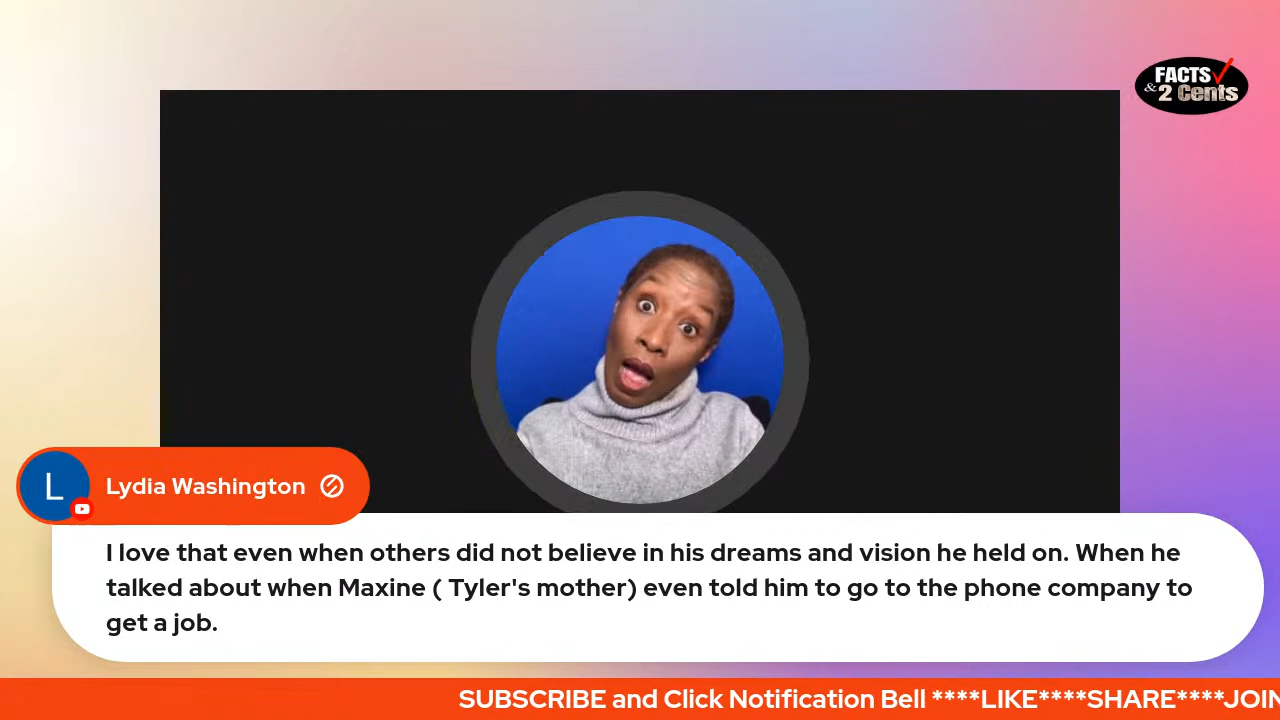 FACTS
& 2 Cents
L
Lydia Washington
I love that even when others did not believe in his dreams and vision he held on. When he
talked about when Maxine ( Tyler's mother) even told him to go to the phone company to
get a job.
SUBSCRIBE and Click Notification Bell ****LIKE****SHARE****JOIN